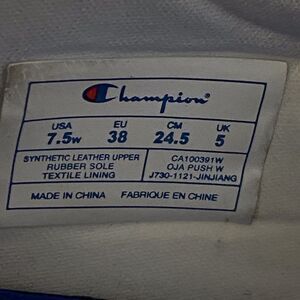 Champion
USA EU CM UK
7.5w 38 24.5 5
SYNTHETIC LEATHER UPPER
RUBBER SOLE
TEXTILE LINING
CA100391W
OJA PUSH W
J730-1121-JINJIANG
MADE IN CHINA FABRIQUE EN CHINE